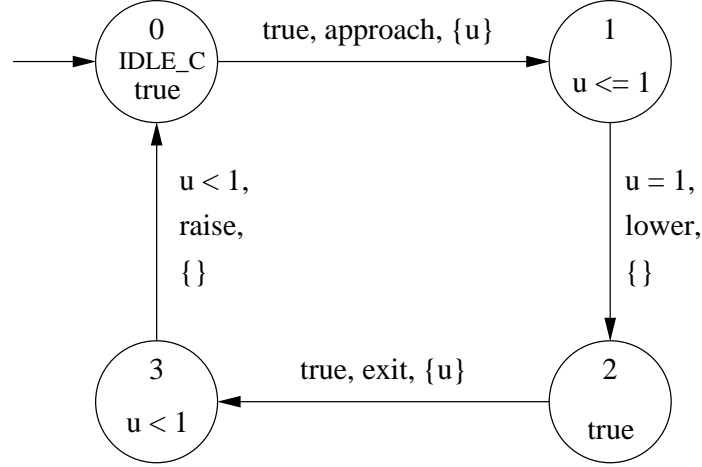 0
IDLE_C
true
true, approach, {u}
1
u <= 1
u < 1,
raise,
{}
u = 1,
lower,
{}
3
u < 1
true, exit, {u}
2
true